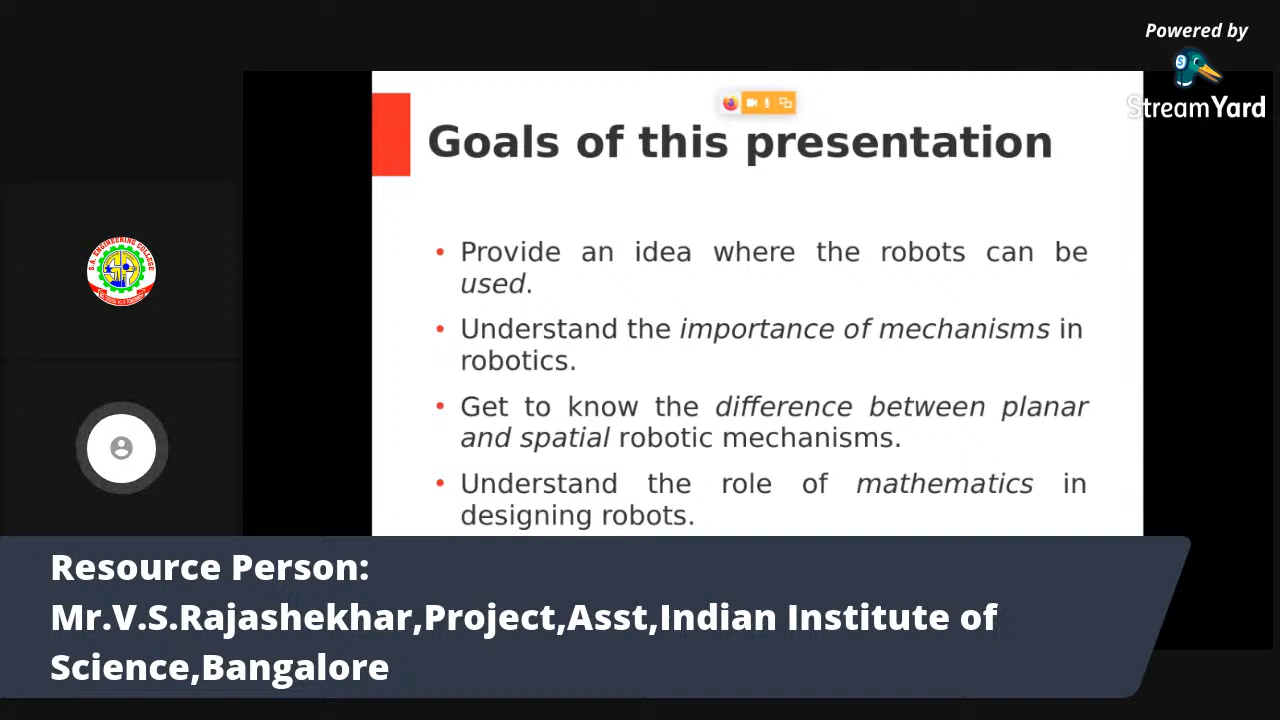 Powered by
StreamYard
Goals of this presentation
• Provide an idea where the robots can be
used.
• Understand the importance of mechanisms in
robotics.
• Get to know the difference between planar
and spatial robotic mechanisms.
• Understand the role of mathematics in
designing robots.
S.A. ENGINEERING COLLEGE
Resource Person:
Mr.V.S.Rajashekhar,Project,Asst,Indian Institute of
Science,Bangalore